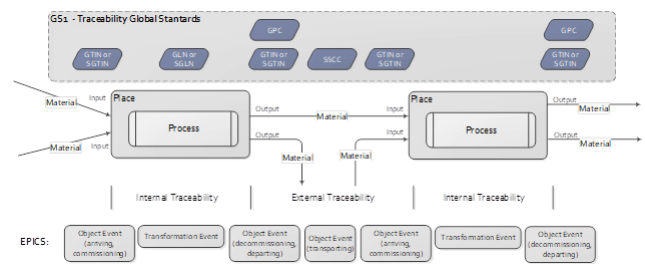 GS1 - Traceability Global Stantards
GPC
GPC
GTIN or
SGTIN
GLN or
SGLN
GTIN or
SGTIN
SSCC
GTIN or
SGTIN
GTIN or
SGTIN
Material
Input
Place
Process
Output
Material
Input
Place
Process
Output
Material
Material
Input
Output
Material
Material
Input
Output
Material
Internal Traceability
External Traceability
Internal Traceability
EPICS:
Object Event
(arriving,
commissioning)
Transformation Event
Object Event
(decommissioning,
departing)
Object Event
(transporting)
Object Event
(arriving,
commissioning)
Transformation Event
Object Event
(decommissioning,
departing)